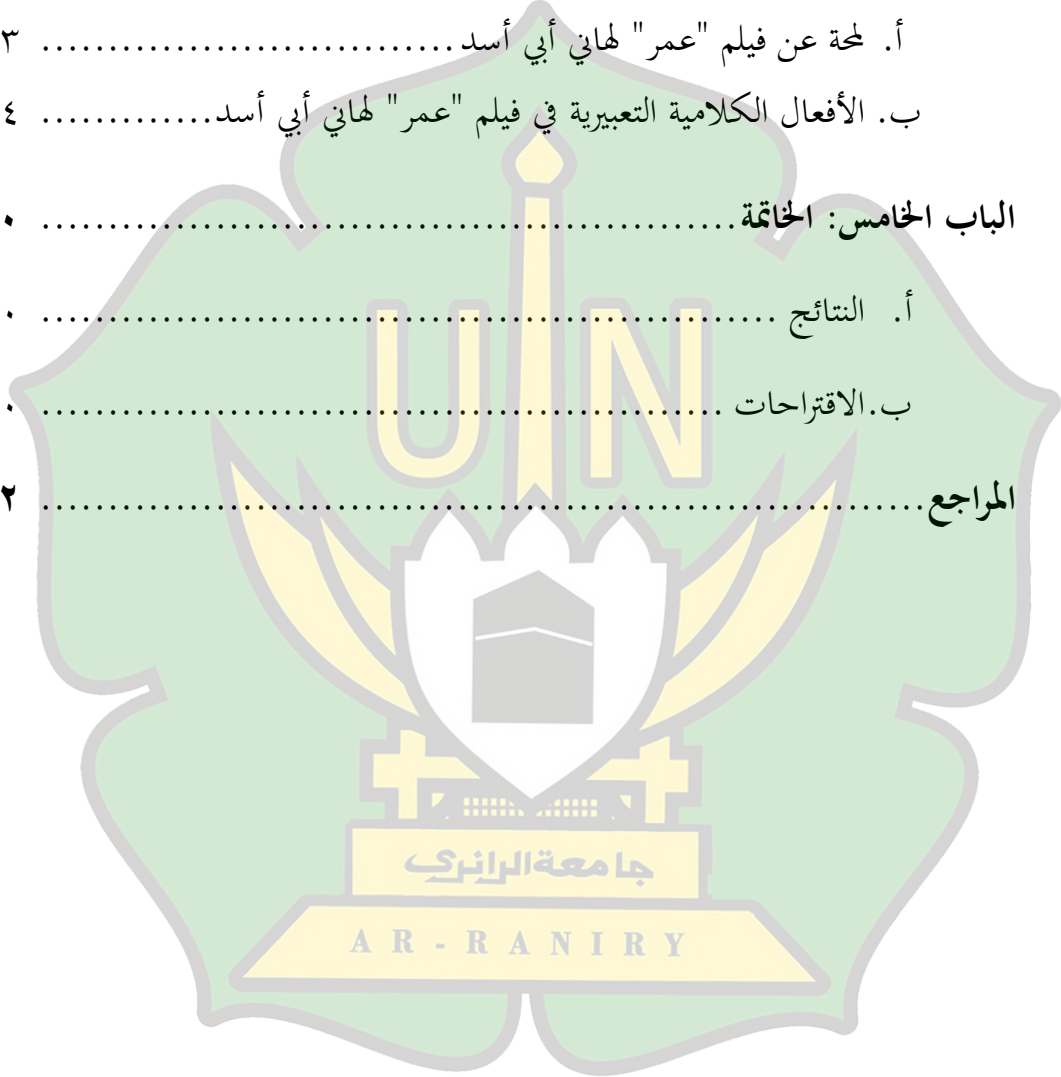 أ. لمحة عن فيلم "عمر" لهاني أبي أسد............................... ٣
ب. الأفعال الكلامية التعبيرية في فيلم "عمر" لهاني أبي أسد............. ٤
الباب الخامس: الخاتمة.................................................... ٠
أ. النتائج ....................................................... ٠
ب.الاقتراحات ................................................... ٠
المراجع.................................................................. ٢
UIN
جامعة الرانري
AR-RANIRY